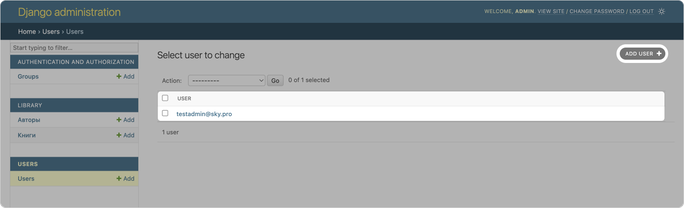 Django administration
WELCOME, ADMIN. VIEW SITE / CHANGE PASSWORD / LOG OUT
Home › Users › Users
Start typing to filter...
AUTHENTICATION AND AUTHORIZATION
Groups + Add
LIBRARY
Авторы + Add
Книги + Add
USERS
Users + Add
Select user to change
ADD USER +
Action: --------- Go 0 of 1 selected
USER
testadmin@sky.pro
1 user